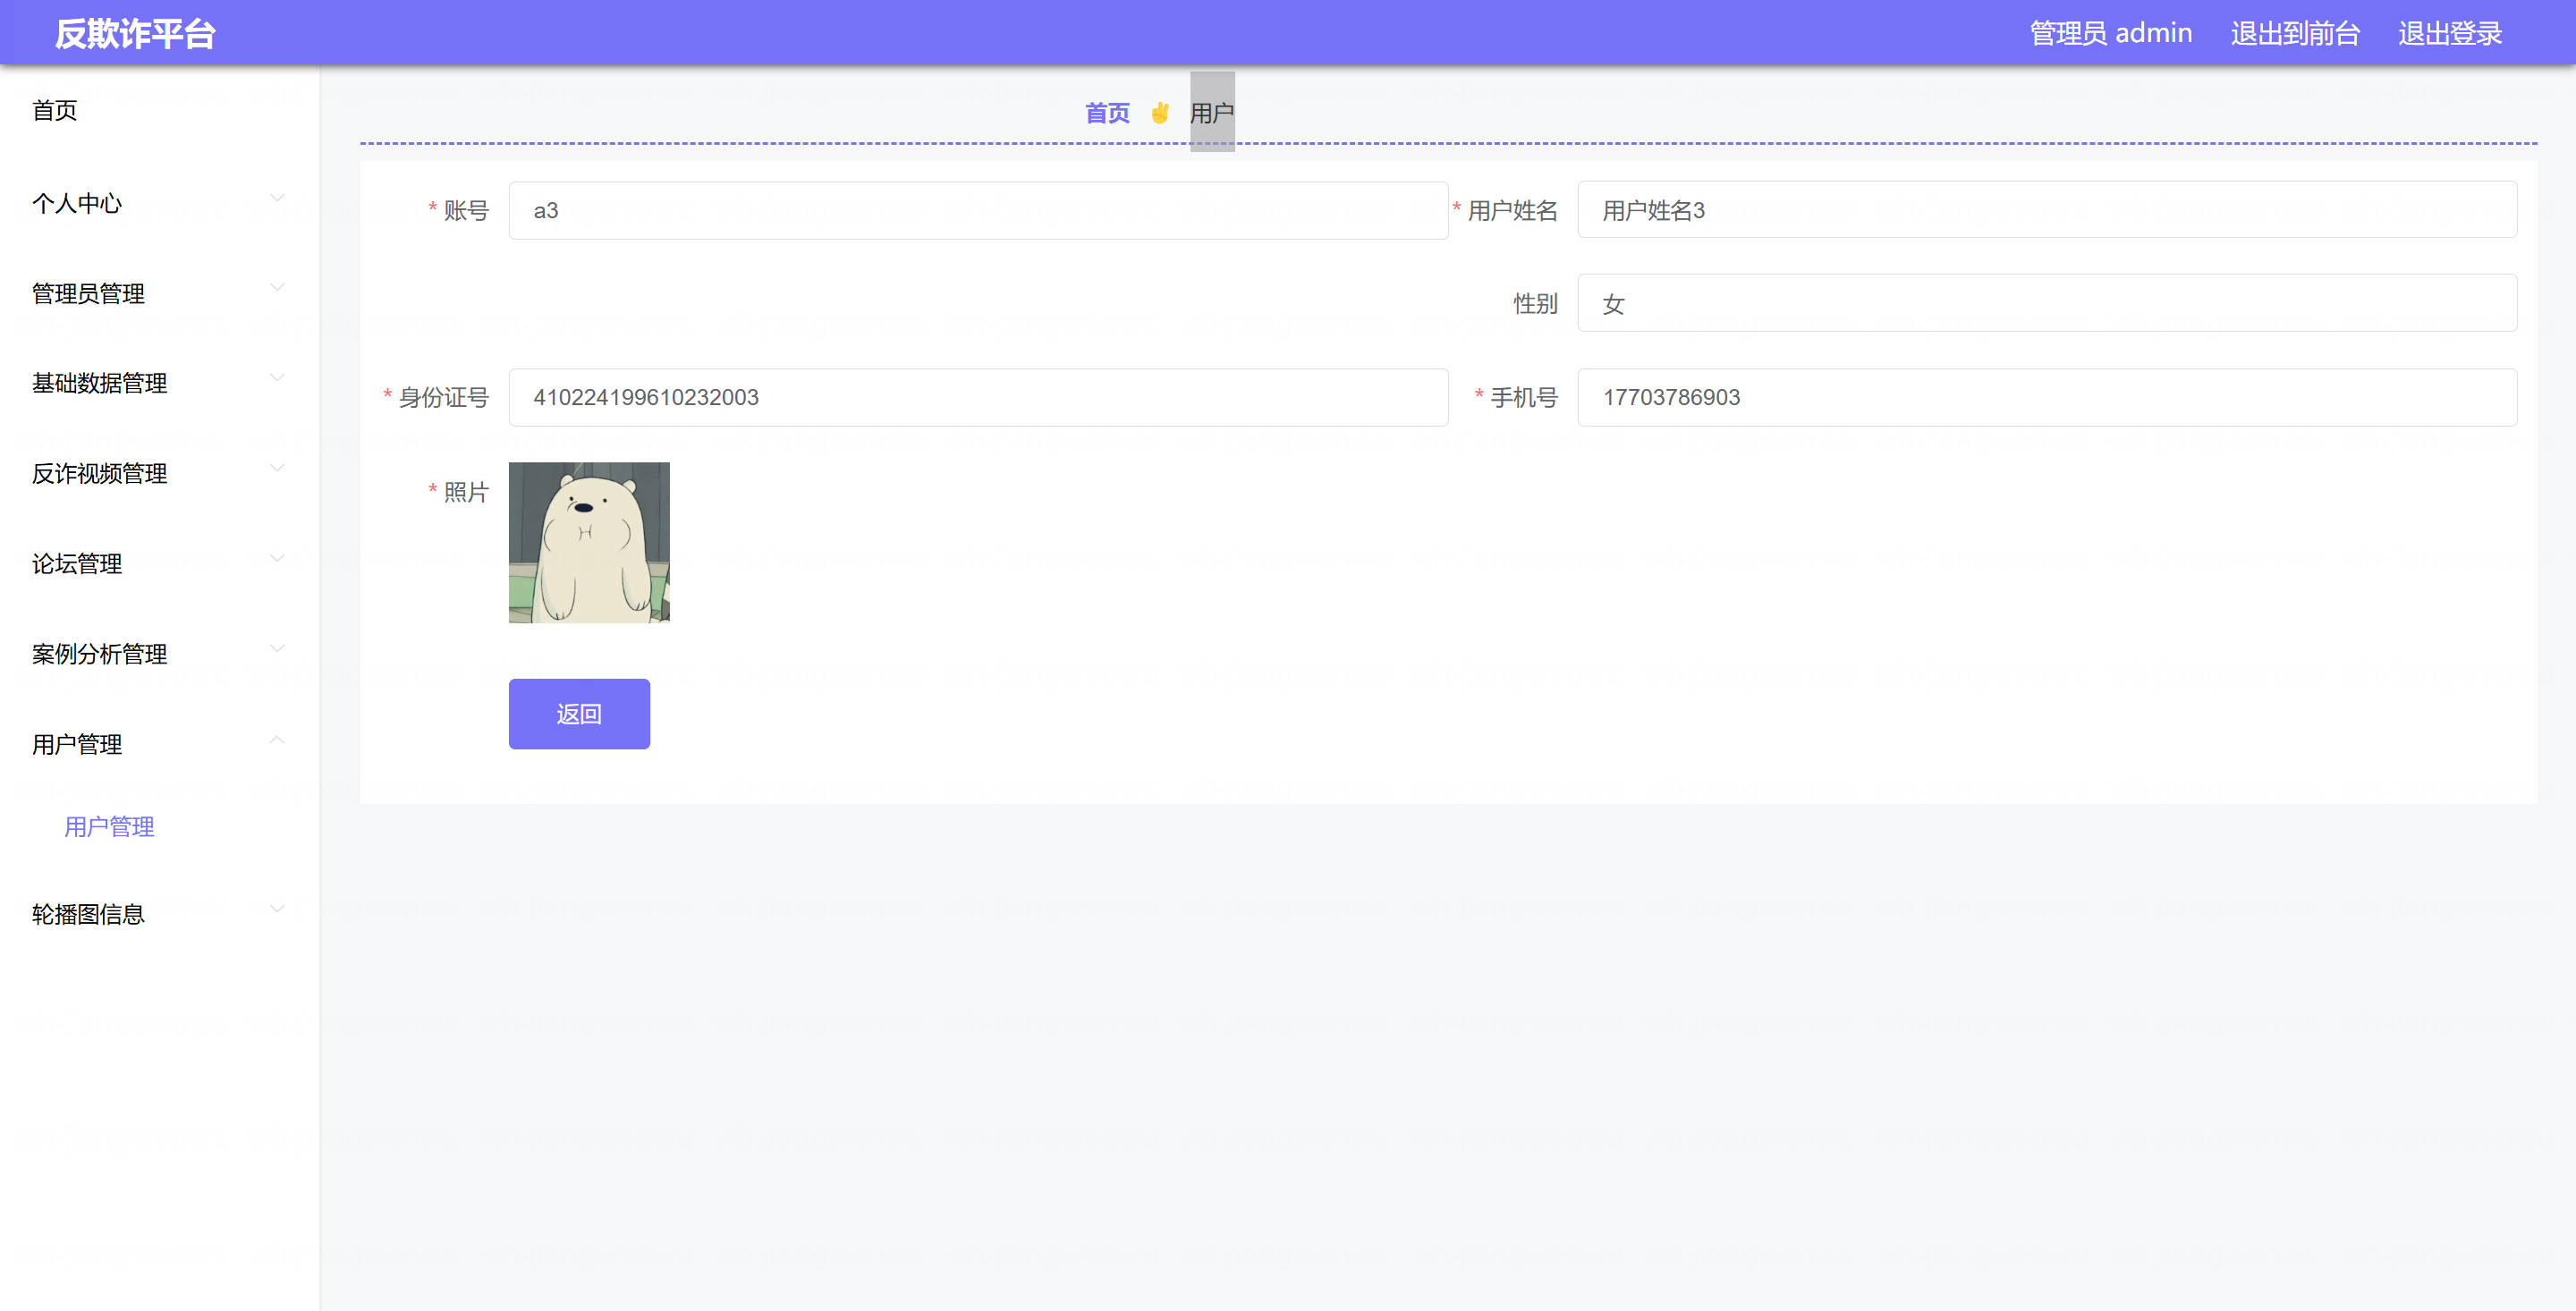 反欺诈平台
管理员 admin
退出到前台
退出登录
首页
个人中心
管理员管理
基础数据管理
反诈视频管理
论坛管理
案例分析管理
用户管理
用户管理
轮播图信息
首页 ✌ 用户
* 账号 a3
* 用户姓名 用户姓名3
性别 女
* 身份证号 410224199610232003
* 手机号 17703786903
* 照片
返回